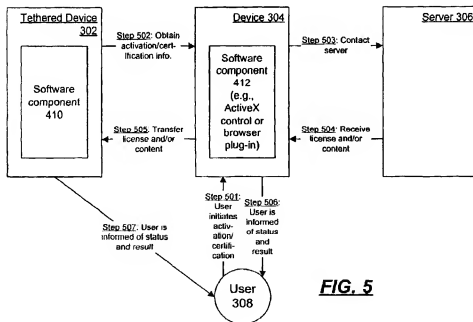 Tethered Device
302
Software
component
410
Step 502: Obtain
activation/cert-
ification info.
Step 505: Transfer
license and/or
content
Device 304
Software
component
412
(e.g.,
ActiveX
control or
browser
plug-in)
Step 503: Contact
server
Step 504: Receive
license and/or
content
Server 306
Step 507: User is
informed of status
and result
Step 501:
User
initiates
activ-
ation/
certifi-
cation
Step 506:
User is
informed
of status
and
result
User
308
FIG. 5